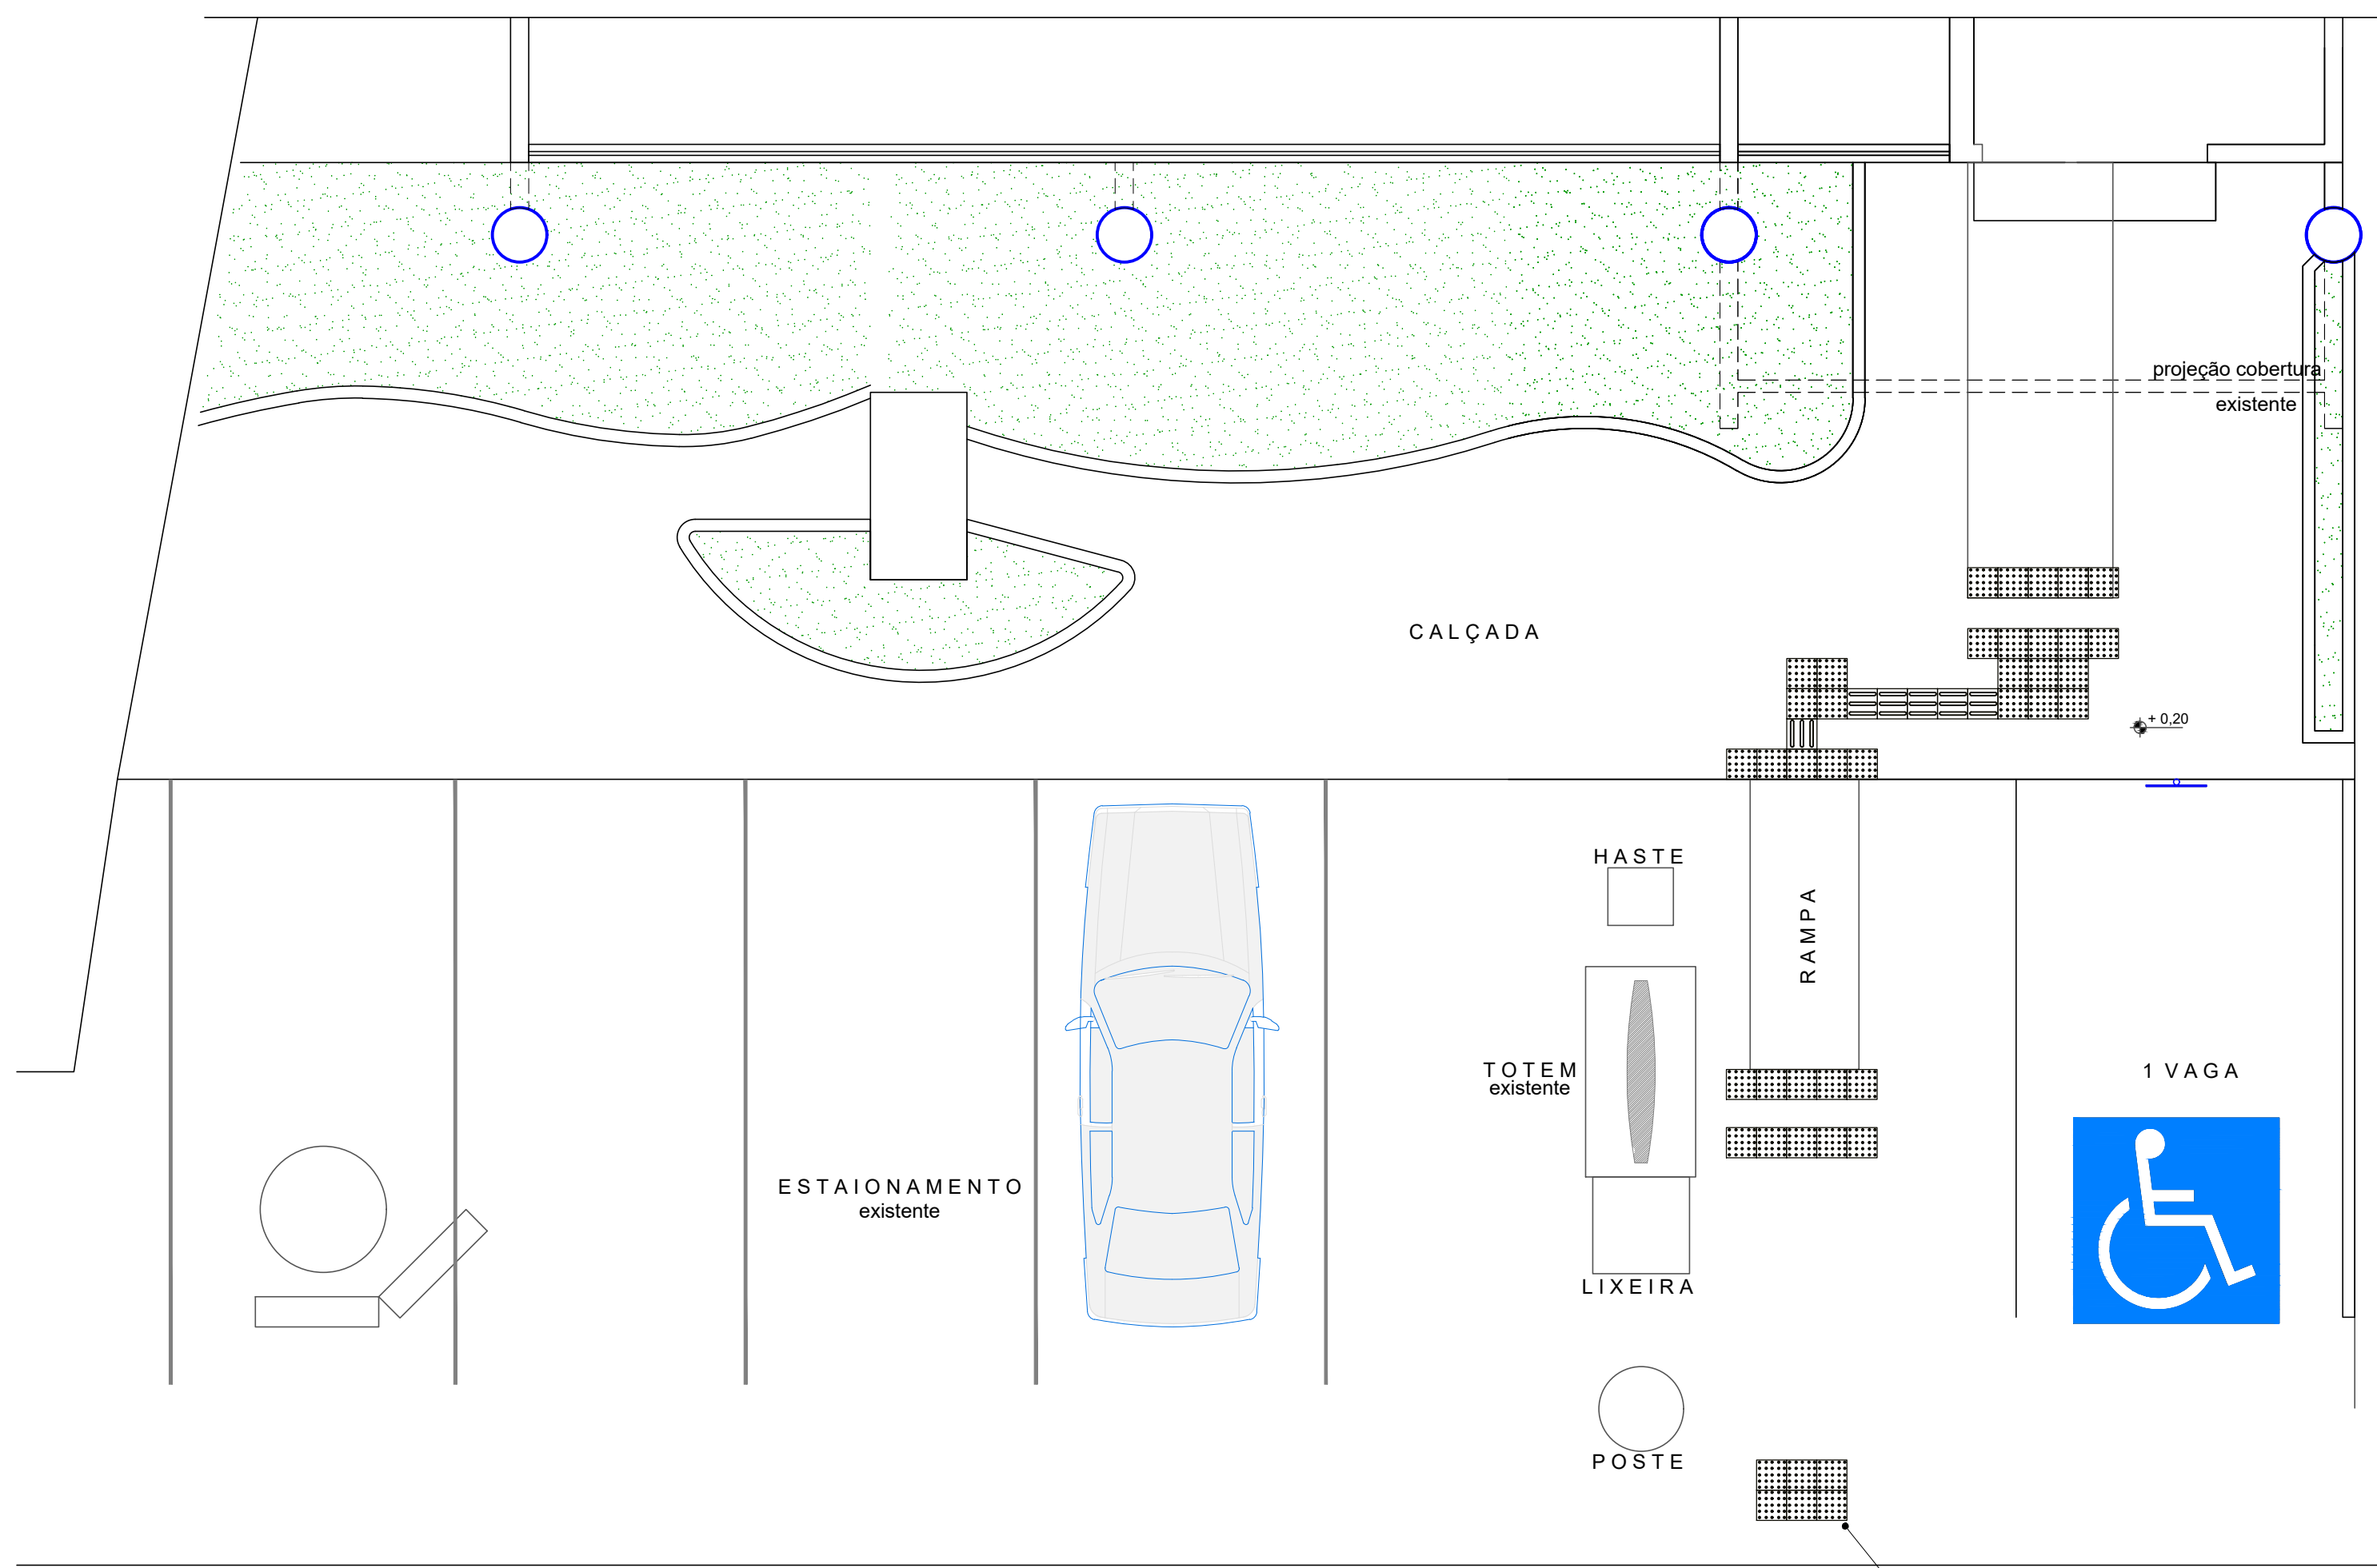 projeção cobertura
existente
CALÇADA
+ 0,20
HASTE
RAMPA
TOTEM
existente
1 VAGA
ESTAIONAMENTO
existente
LIXEIRA
POSTE